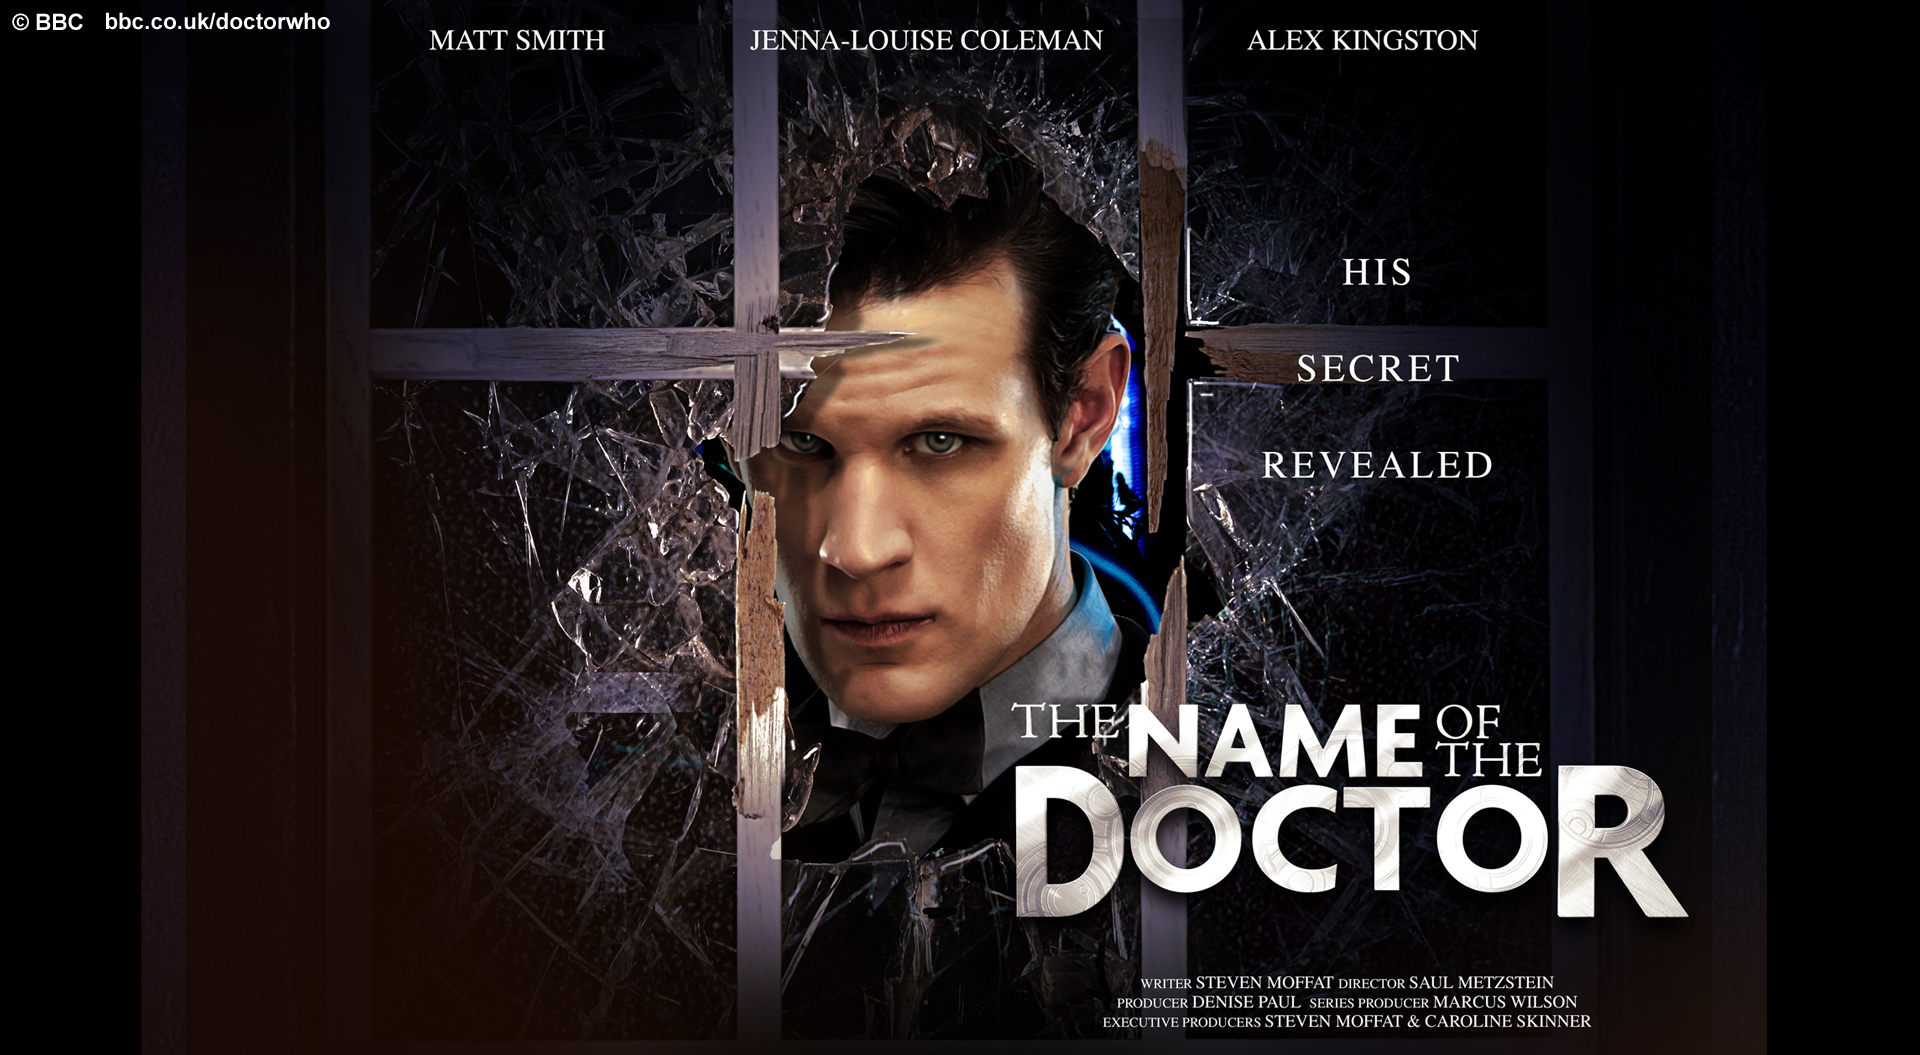 © BBC bbc.co.uk/doctorwho
MATT SMITH JENNA-LOUISE COLEMAN ALEX KINGSTON
HIS
SECRET
REVEALED
THE NAME OF THE
DOCTOR
WRITER STEVEN MOFFAT DIRECTOR SAUL METZSTEIN
PRODUCER DENISE PAUL SERIES PRODUCER MARCUS WILSON
EXECUTIVE PRODUCERS STEVEN MOFFAT & CAROLINE SKINNER